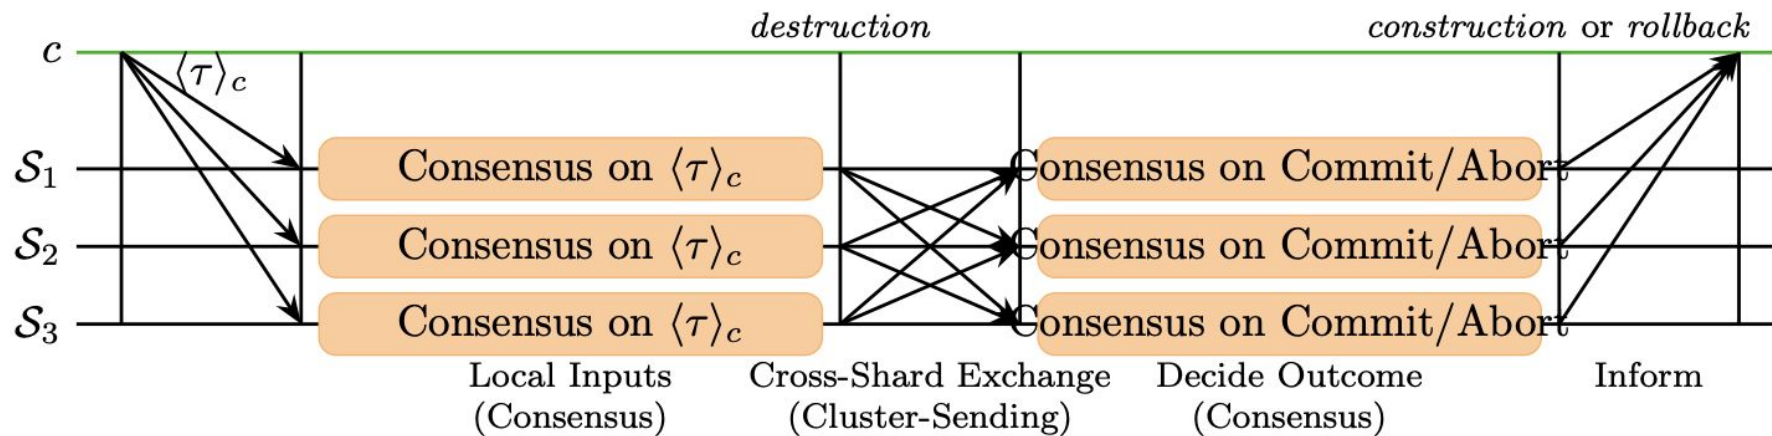 destruction
construction or rollback
c
⟨τ⟩c
S1
Consensus on ⟨τ⟩c
Consensus on Commit/Abort
S2
Consensus on ⟨τ⟩c
Consensus on Commit/Abort
S3
Consensus on ⟨τ⟩c
Consensus on Commit/Abort
Local Inputs
(Consensus)
Cross-Shard Exchange
(Cluster-Sending)
Decide Outcome
(Consensus)
Inform